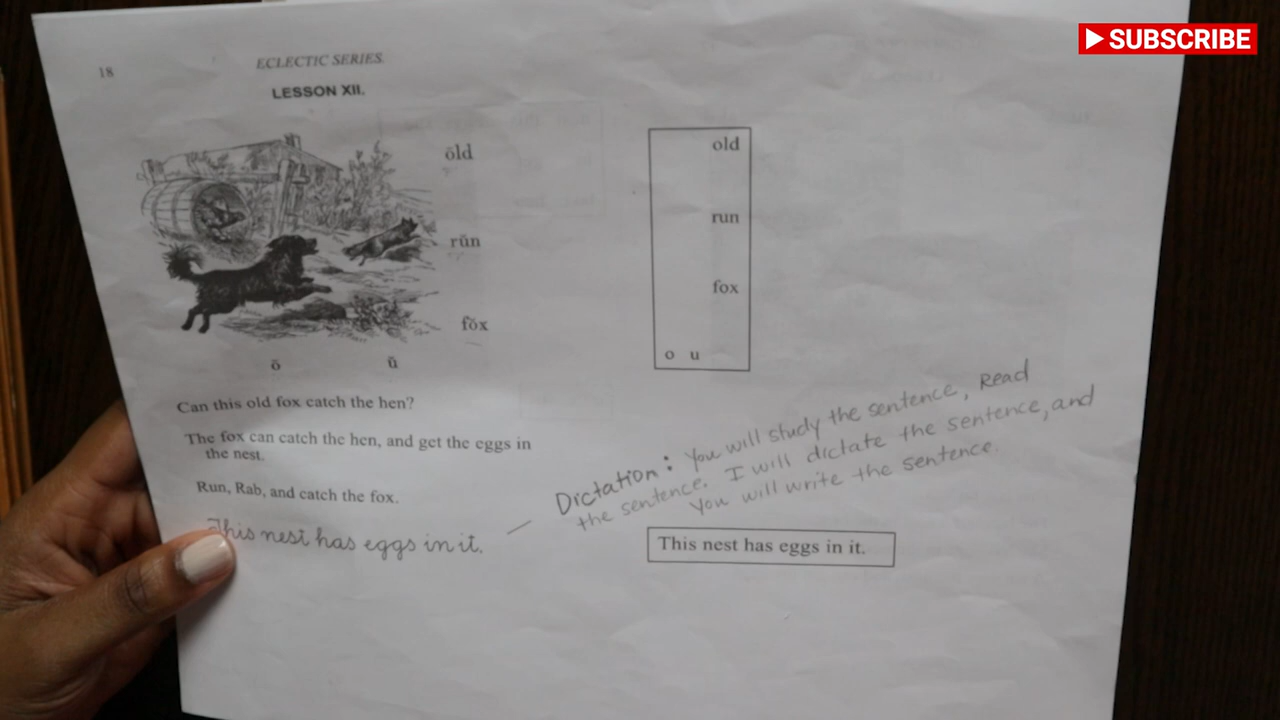 SUBSCRIBE
18
ECLECTIC SERIES.
LESSON XII.
ōld
rŭn
fŏx
ŏ ŭ
Can this old fox catch the hen?
The fox can catch the hen, and get the eggs in
the nest.
Run, Rab, and catch the fox.
This nest has eggs in it.
old
run
fox
o u
Dictation: You will study the sentence, Read
the sentence. I will dictate the sentence, and
You will write the sentence.
This nest has eggs in it.